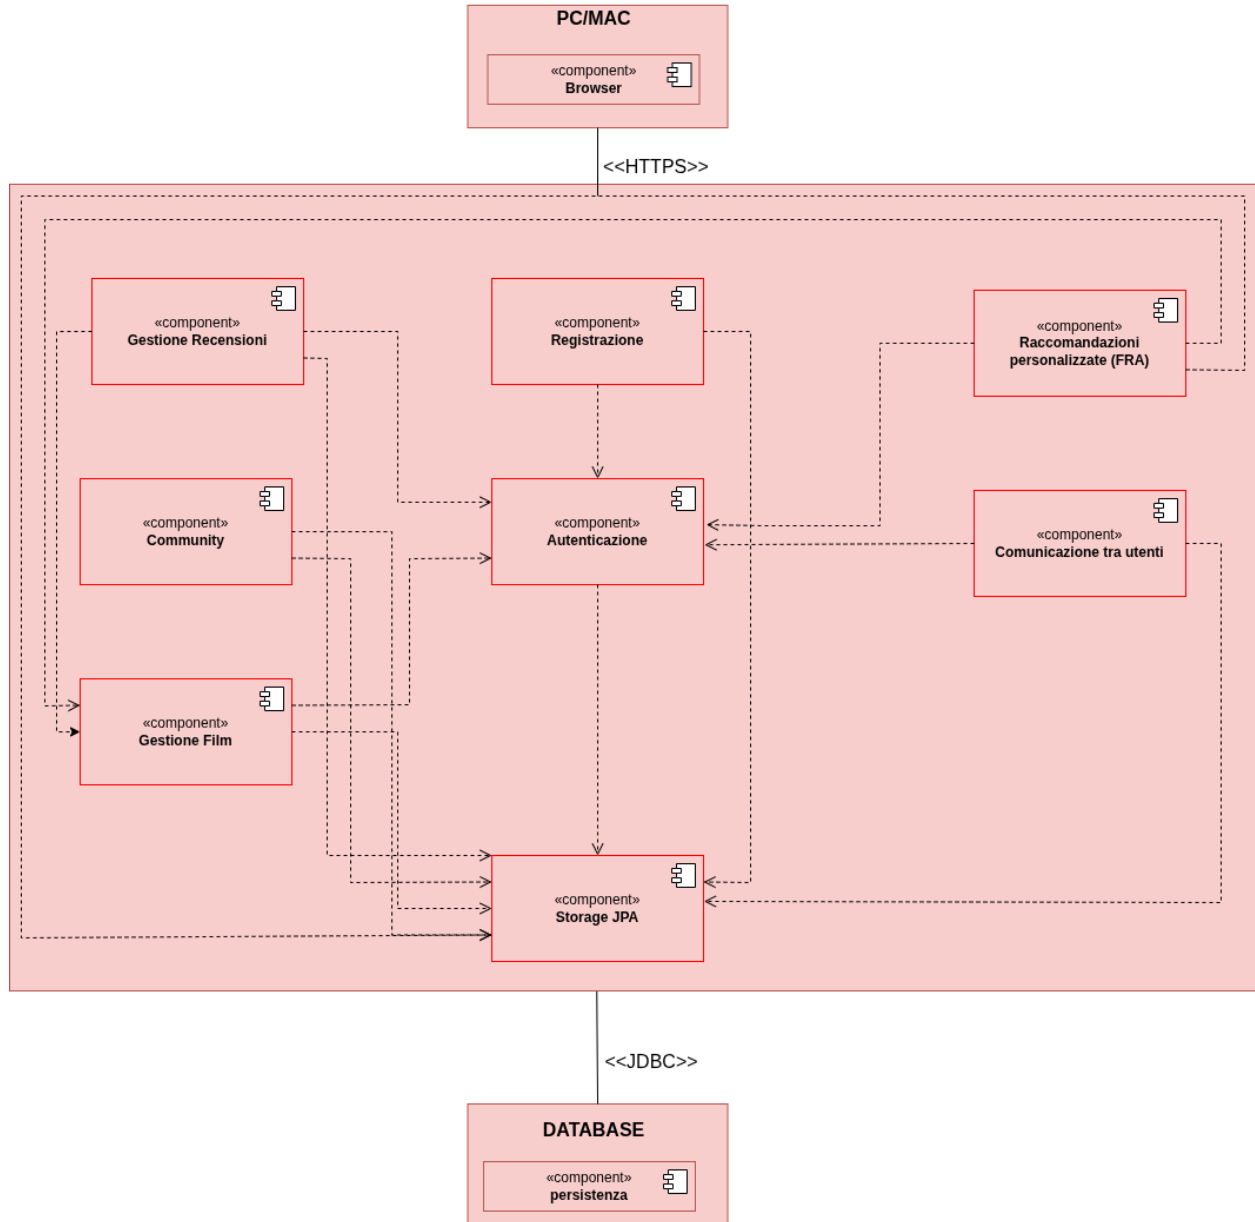 PC/MAC
«component»
Browser
<<HTTPS>>
«component»
Gestione Recensioni
«component»
Registrazione
«component»
Raccomandazioni
personalizzate (FRA)
«component»
Community
«component»
Autenticazione
«component»
Comunicazione tra utenti
«component»
Gestione Film
«component»
Storage JPA
<<JDBC>>
DATABASE
«component»
persistenza